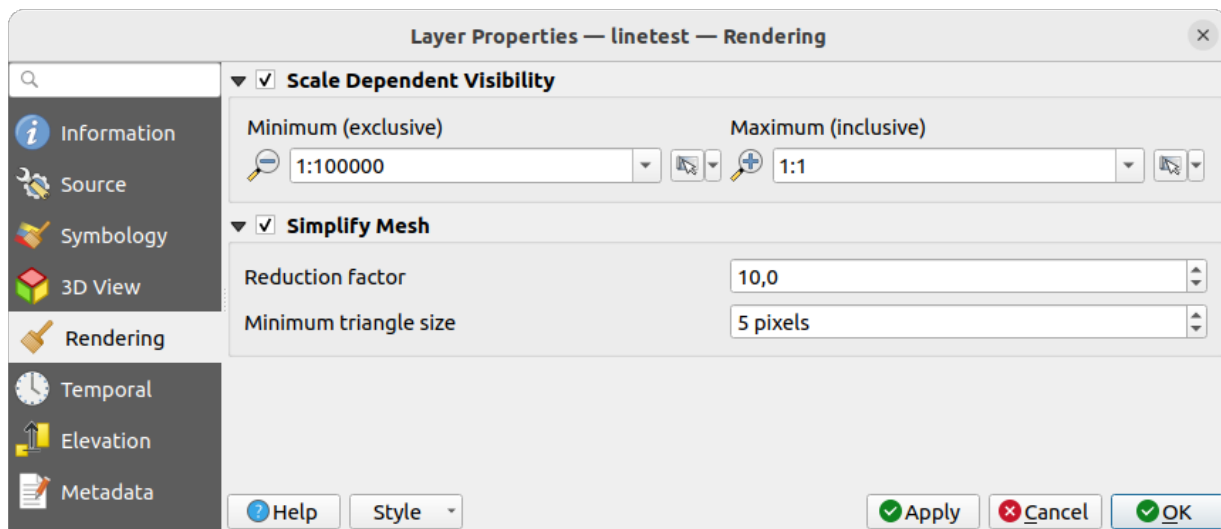 Layer Properties — linetest — Rendering
Information
Source
Symbology
3D View
Rendering
Temporal
Elevation
Metadata
Scale Dependent Visibility
Minimum (exclusive)
Maximum (inclusive)
1:100000
1:1
Simplify Mesh
Reduction factor
10,0
Minimum triangle size
5 pixels
Help
Style
Apply
Cancel
OK